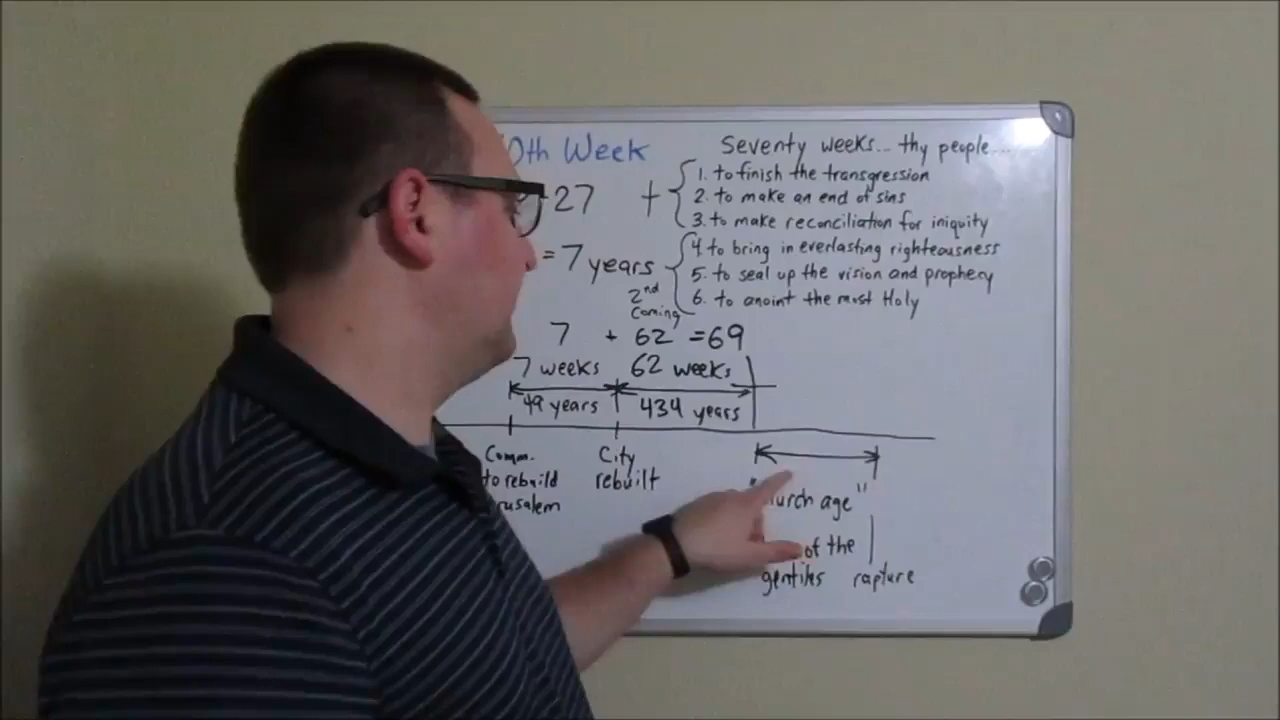 0th Week
27
= 7 years
2nd
Coming
Seventy weeks... thy people...
+
1. to finish the transgression
2. to make an end of sins
3. to make reconciliation for iniquity
4 to bring in everlasting righteousness
5. to seal up the vision and prophecy
6. to anoint the most Holy
7 + 62 = 69
7 weeks 62 weeks
49 years 434 years
Comm.
to rebuild
rusalem
City
rebuilt
"hurch age"
of the
gentiles
rapture